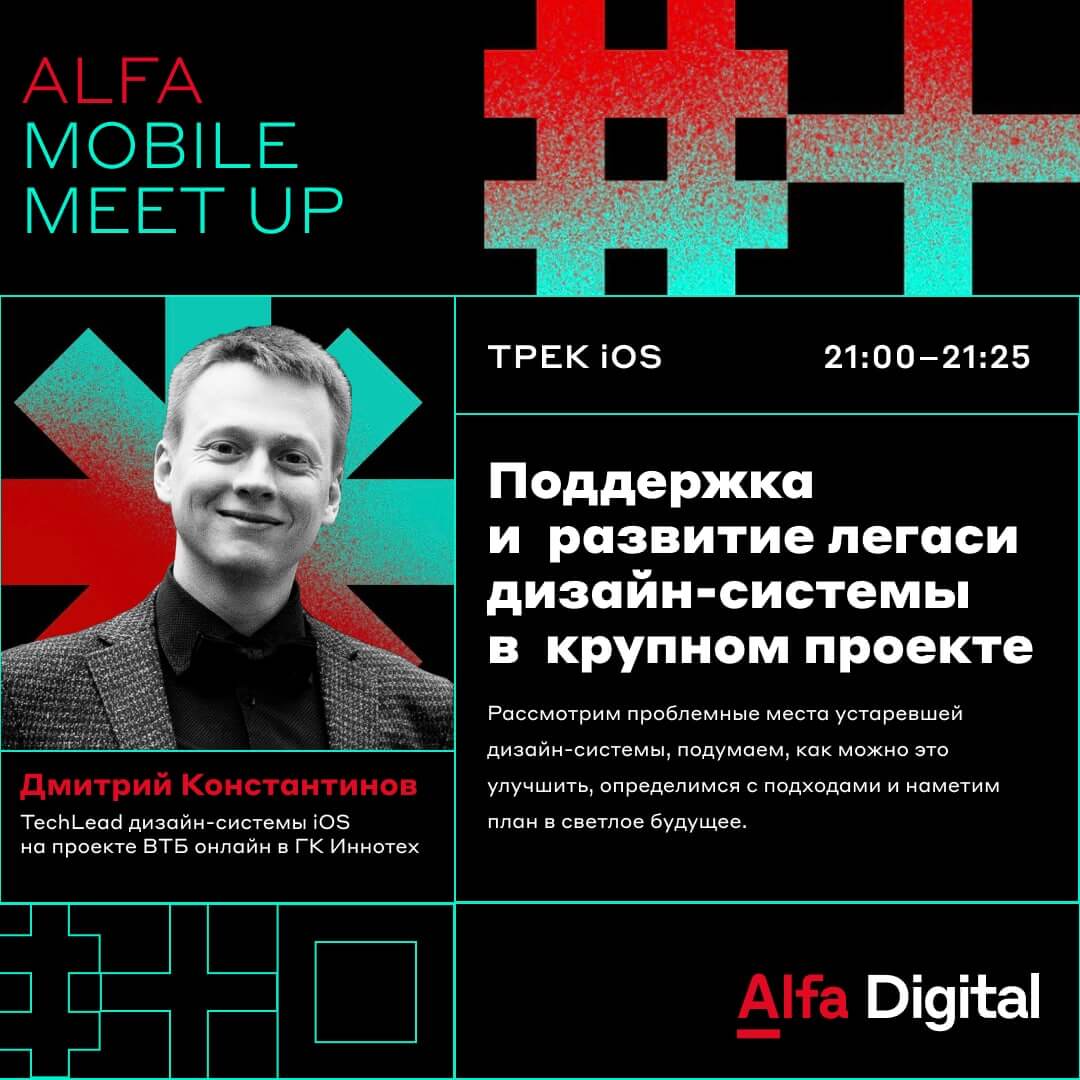 ALFA
MOBILE
MEET UP
ТРЕК iOS
21:00–21:25
Поддержка
и развитие легаси
дизайн-системы
в крупном проекте
Рассмотрим проблемные места устаревшей
дизайн-системы, подумаем, как можно это
улучшить, определимся с подходами и наметим
план в светлое будущее.
Дмитрий Константинов
TechLead дизайн-системы iOS
на проекте ВТБ онлайн в ГК Иннотех
Alfa Digital